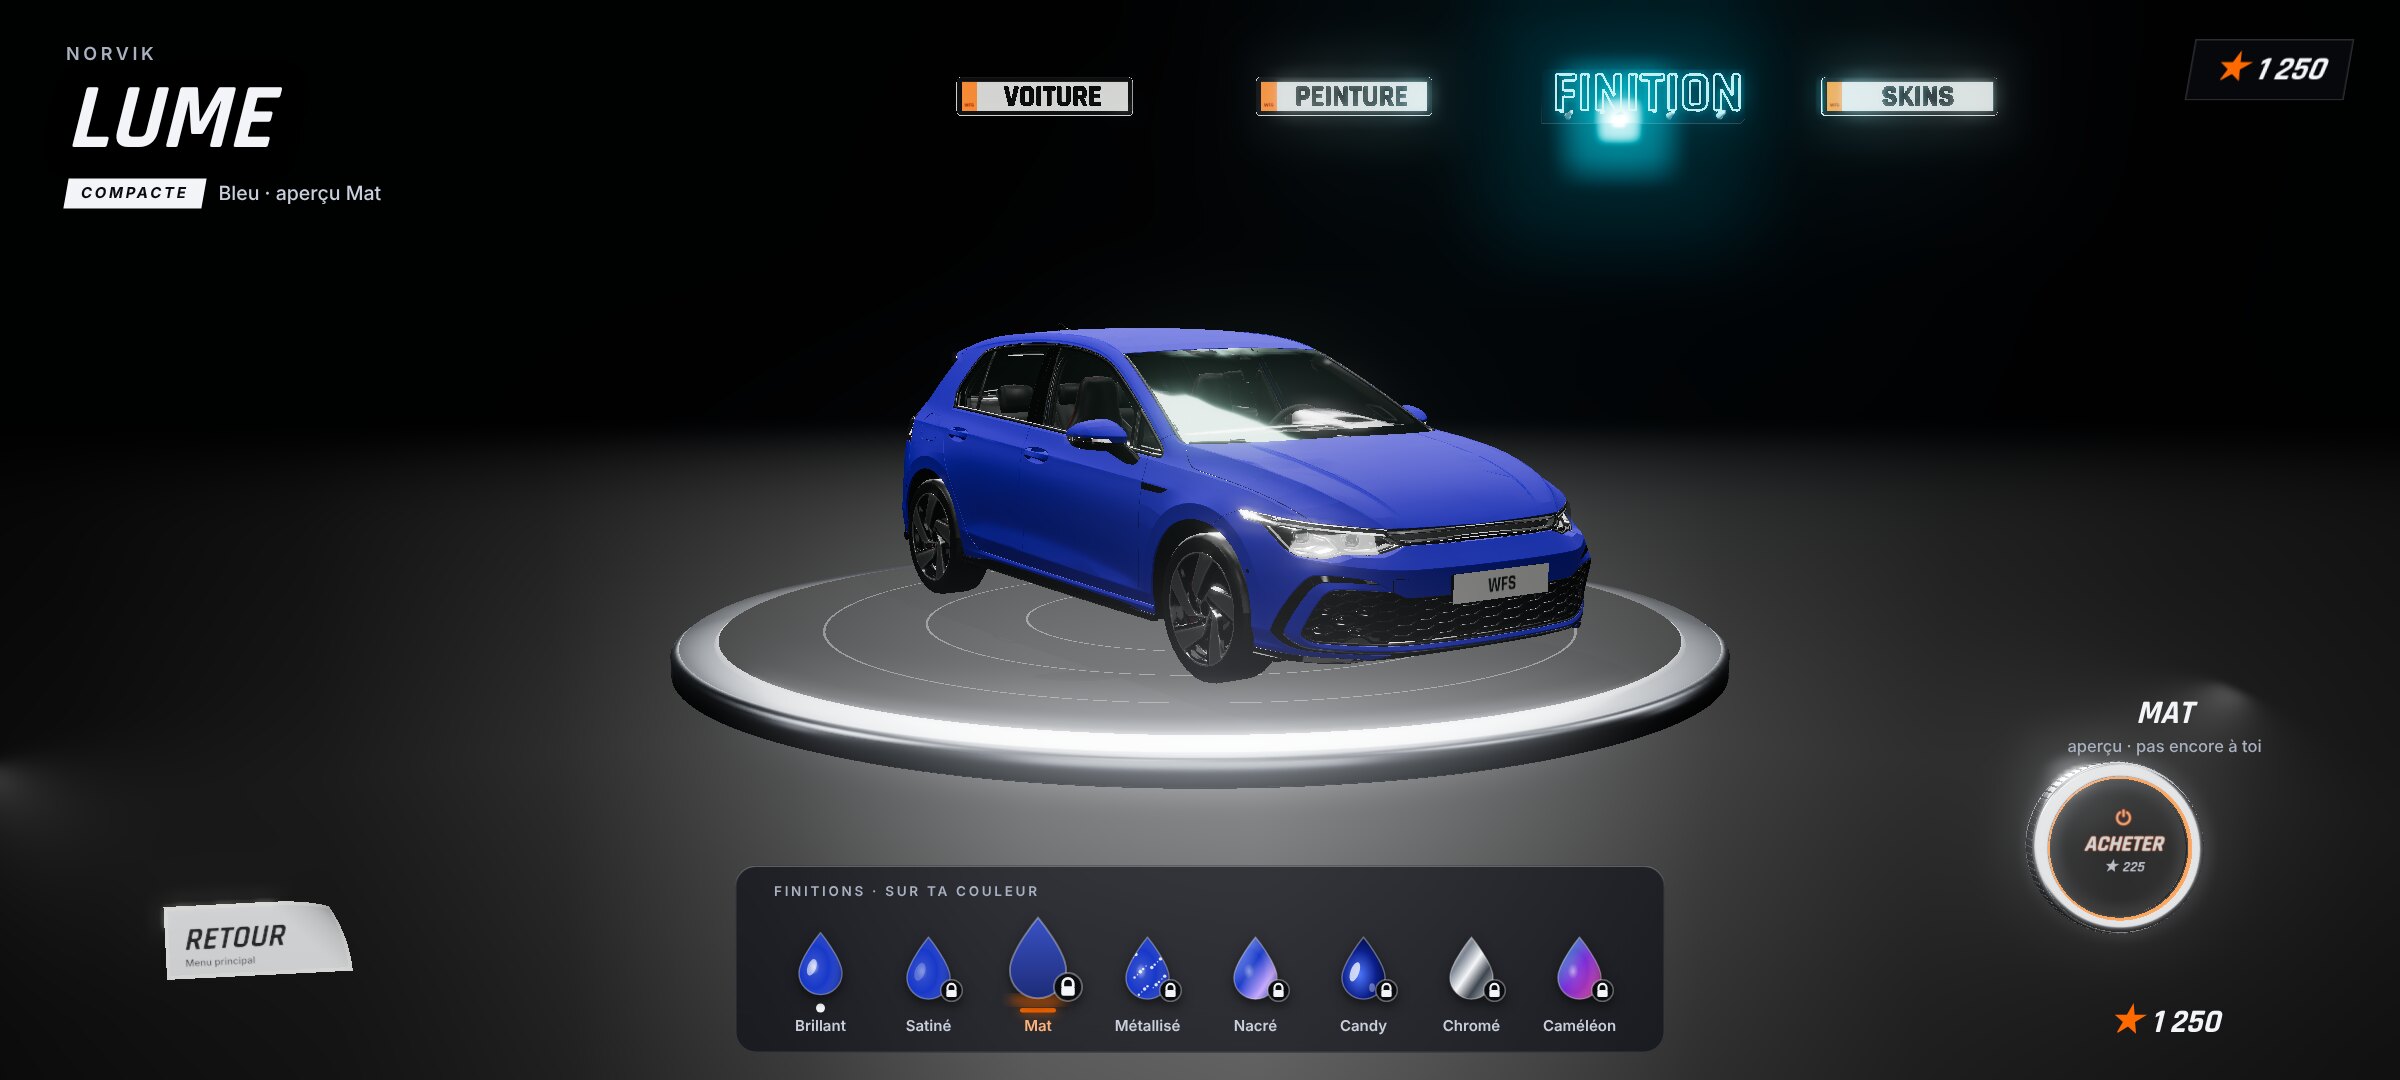 NORVIK
LUME
COMPACTE Bleu · aperçu Mat
VOITURE
PEINTURE
FINITION
SKINS
★ 1 250
WFS
MAT
aperçu · pas encore à toi
ACHETER
★ 225
RETOUR
Menu principal
FINITIONS · SUR TA COULEUR
Brillant
Satiné
Mat
Métallisé
Nacré
Candy
Chromé
Caméléon
★ 1 250